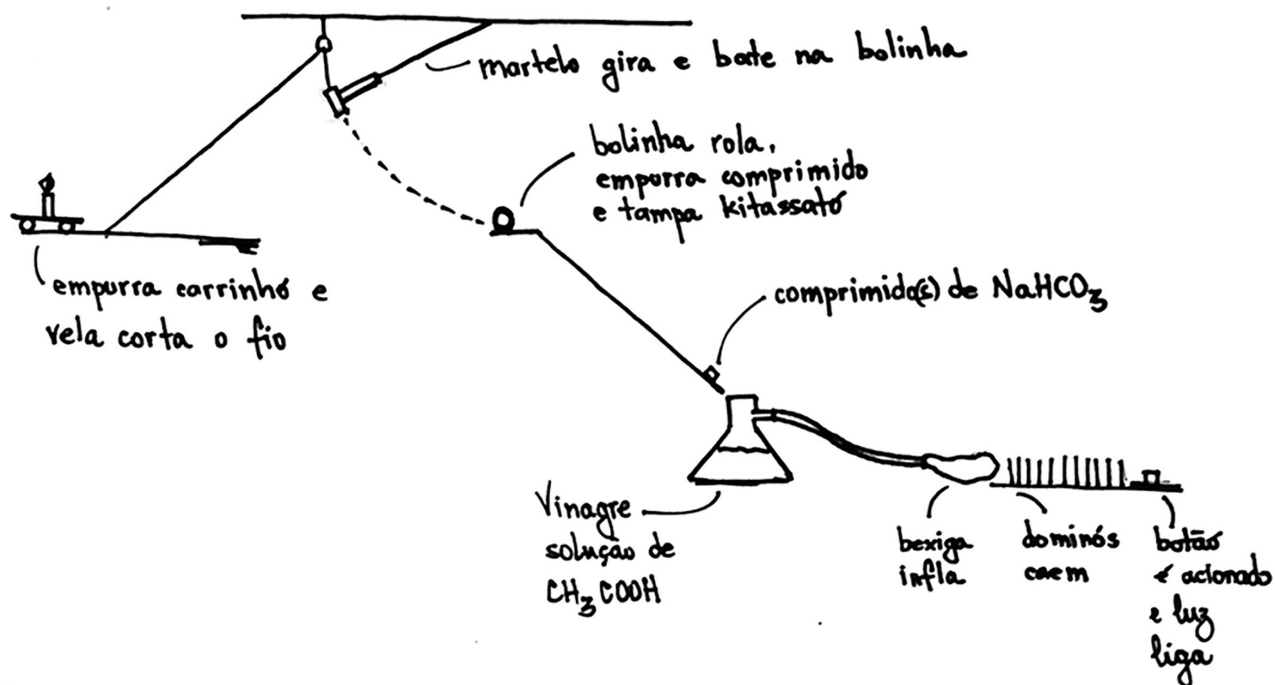 martelo gira e bate na bolinha
bolinha rola,
empurra comprimido
e tampa kitassato
empurra carrinho e
vela corta o fio
comprimido(s) de NaHCO₃
Vinagre
solução de
CH₃COOH
bexiga
infla
dominós
caem
botão
é acionado
e luz
liga